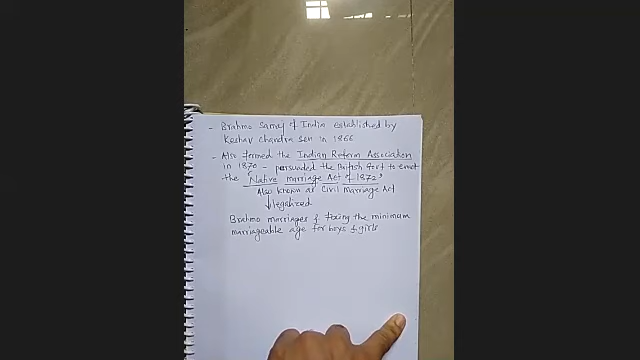 - Brahmo Samaj of India established by
Keshav Chandra Sen in 1866
- Also formed the Indian Reform Association
in 1870 - persuaded the British Govt to enact
the 'Native marriage Act of 1872'
Also known as Civil Marriage Act
↓ legalized
Brahmo marriages & fixing the minimum
marriageable age for boys & girls